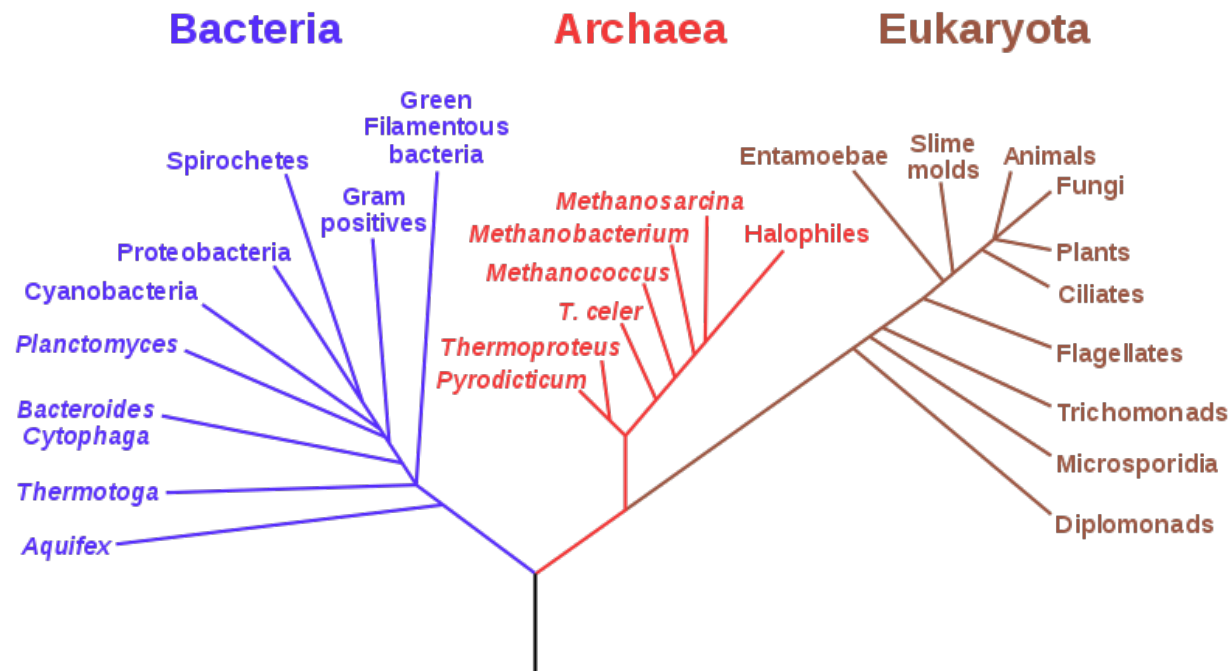 Bacteria
Archaea
Eukaryota
Green
Filamentous
bacteria
Spirochetes
Gram
positives
Proteobacteria
Cyanobacteria
Planctomyces
Bacteroides
Cytophaga
Thermotoga
Aquifex
Methanosarcina
Methanobacterium
Halophiles
Methanococcus
T. celer
Thermoproteus
Pyrodicticum
Entamoebae
Slime
molds
Animals
Fungi
Plants
Ciliates
Flagellates
Trichomonads
Microsporidia
Diplomonads